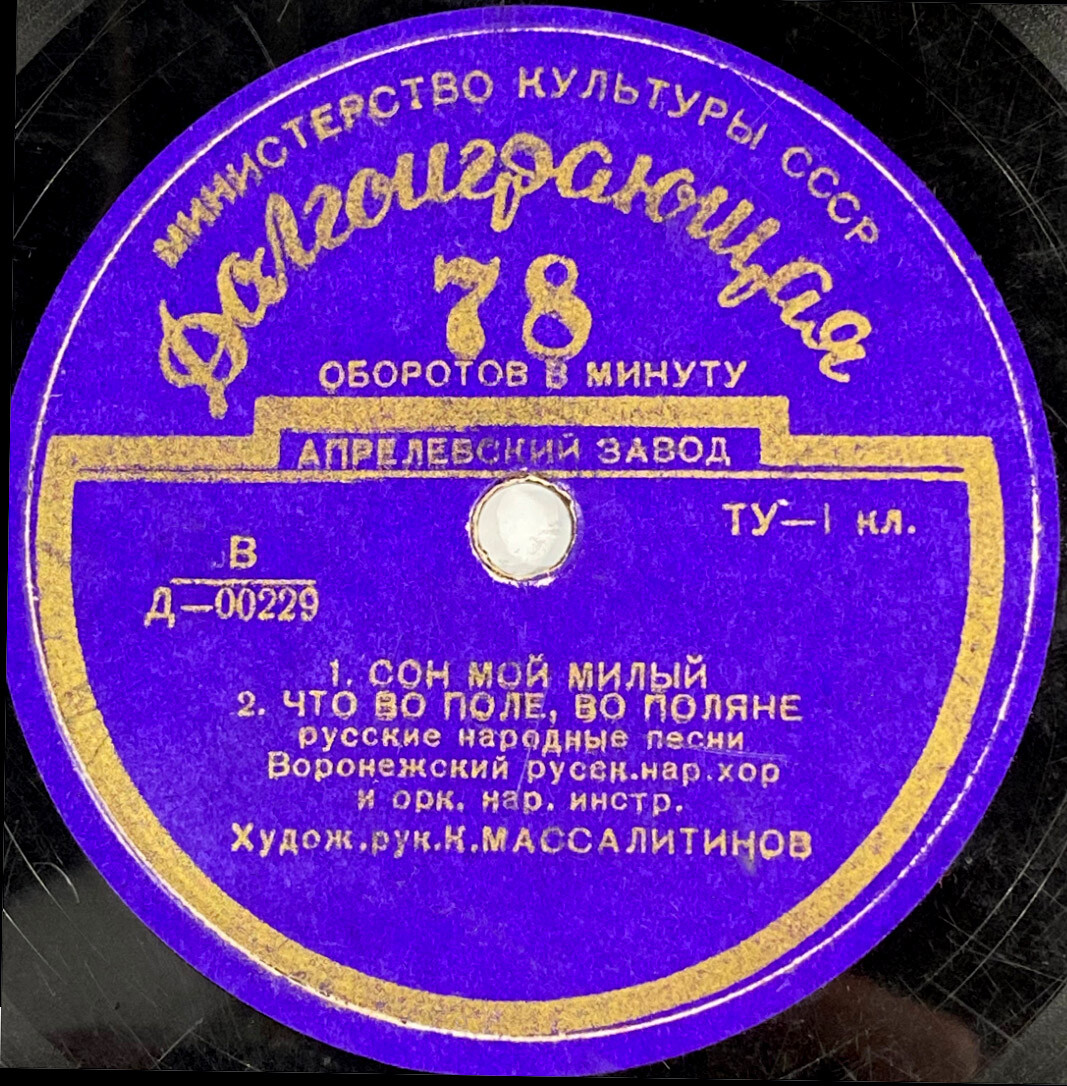 МИНИСТЕРСТВО КУЛЬТУРЫ СССР
Долгоиграющая
78
ОБОРОТОВ В МИНУТУ
АПРЕЛЕВСКИЙ ЗАВОД
ТУ-1 кл.
В
Д-00229
1. СОН МОЙ МИЛЫЙ
2. ЧТО ВО ПОЛЕ, ВО ПОЛЯНЕ
русские народные песни
Воронежский русск.нар.хор
и орк. нар. инстр.
Худож.рук.К.МАССАЛИТИНОВ